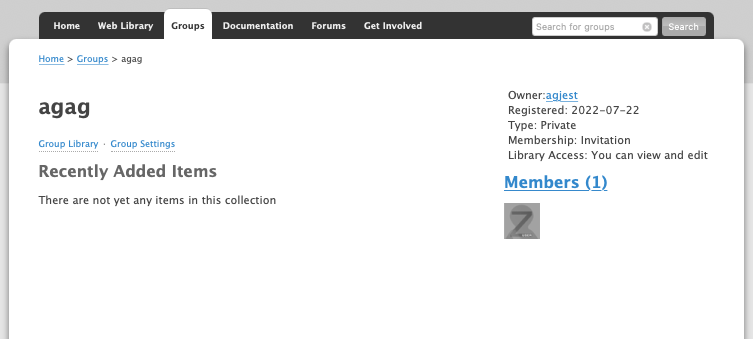 Home Web Library Groups Documentation Forums Get Involved Search for groups Search
Home > Groups > agag
agag
Group Library · Group Settings
Recently Added Items
There are not yet any items in this collection
Owner:agjest
Registered: 2022-07-22
Type: Private
Membership: Invitation
Library Access: You can view and edit
Members (1)
Z